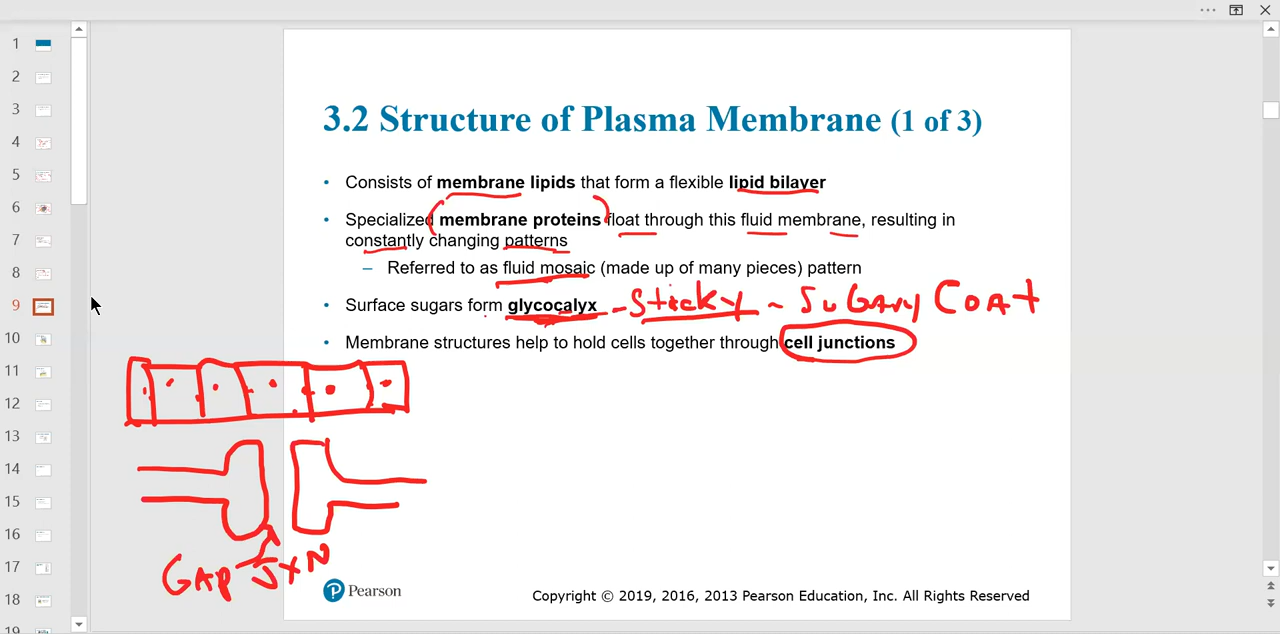 1
2
3
4
5
6
7
8
9
10
11
12
13
14
15
16
17
18
19
3.2 Structure of Plasma Membrane (1 of 3)
• Consists of membrane lipids that form a flexible lipid bilayer
• Specialized membrane proteins float through this fluid membrane, resulting in
constantly changing patterns
– Referred to as fluid mosaic (made up of many pieces) pattern
• Surface sugars form glycocalyx - Sticky ~ SuGAry COAT
• Membrane structures help to hold cells together through cell junctions
GAP JXN
Pearson
Copyright © 2019, 2016, 2013 Pearson Education, Inc. All Rights Reserved